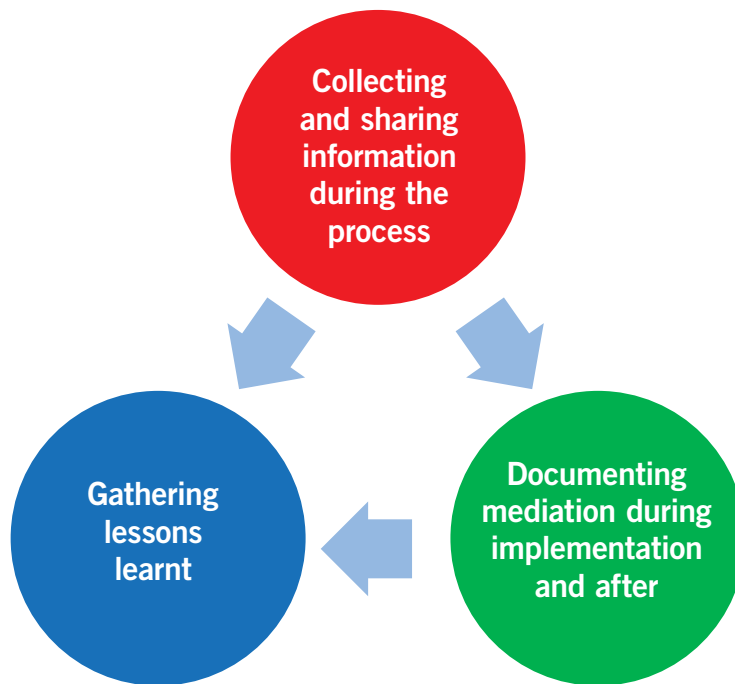 Collecting
and sharing
information
during the
process
Gathering
lessons
learnt
Documenting
mediation during
implementation
and after